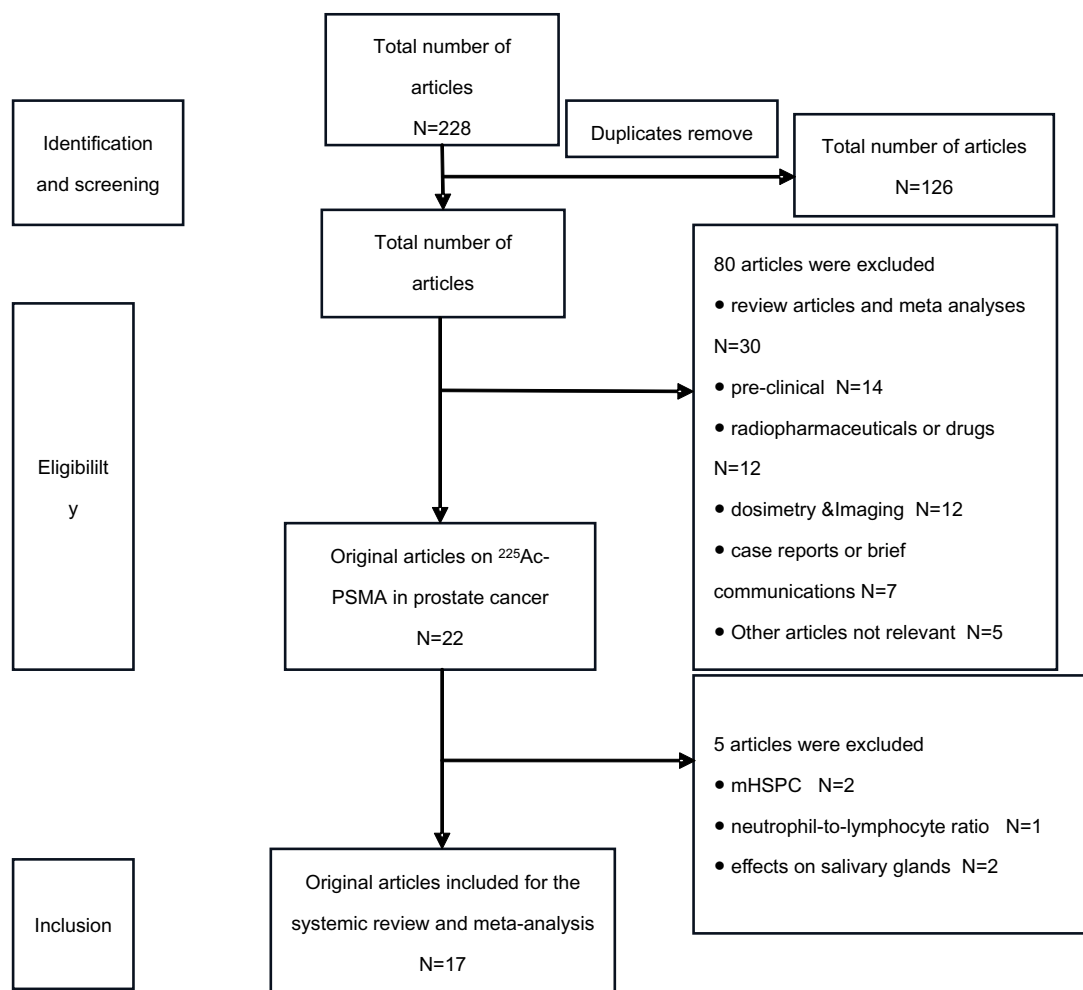 Total number of
articles
N=228
Identification
and screening
Duplicates remove
Total number of articles
N=126
Total number of
articles
Eligibililt
y
80 articles were excluded
• review articles and meta analyses
N=30
• pre-clinical N=14
• radiopharmaceuticals or drugs
N=12
• dosimetry &Imaging N=12
• case reports or brief
communications N=7
• Other articles not relevant N=5
Original articles on ²²⁵Ac-
PSMA in prostate cancer
N=22
5 articles were excluded
• mHSPC N=2
• neutrophil-to-lymphocyte ratio N=1
• effects on salivary glands N=2
Inclusion
Original articles included for the
systemic review and meta-analysis
N=17